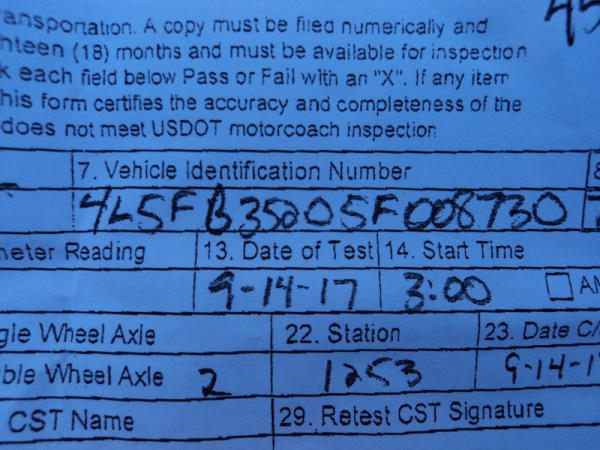 ansportation. A copy must be filed numerically and
hteen (18) months and must be available for inspection
k each field below Pass or Fail with an "X". If any item
his form certifies the accuracy and completeness of the
does not meet USDOT motorcoach inspection
45
7. Vehicle Identification Number 8
4L5FB35205F008730
meter Reading 13. Date of Test 14. Start Time
9-14-17 3:00 AM
gle Wheel Axle 22. Station 23. Date C/
ble Wheel Axle 2 1253 9-14-1
CST Name 29. Retest CST Signature